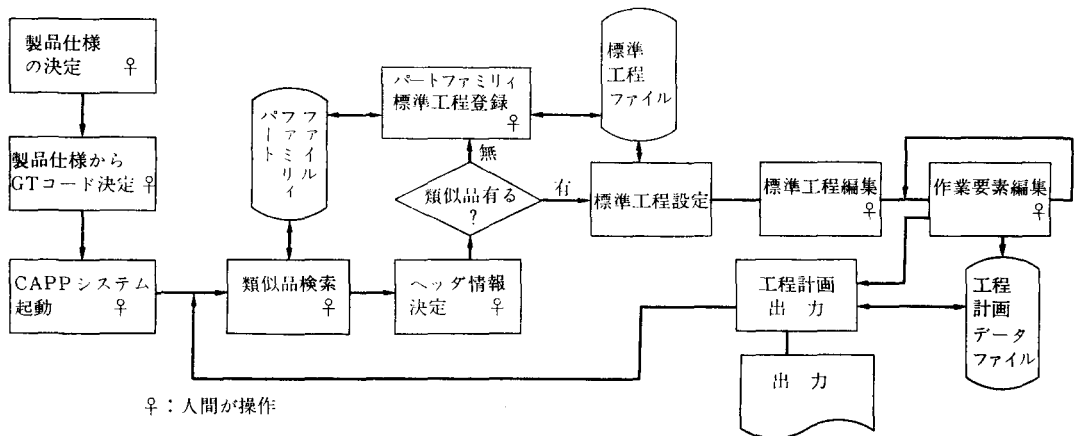 製品仕様
の決定 ♀
製品仕様から
GTコード決定 ♀
CAPPシステム
起動 ♀
パート
ファミリィ
ファイル
類似品検索
♀
ヘッダ情報
決定 ♀
類似品有る
?
無
有
パートファミリィ
標準工程登録
♀
標準
工程
ファイル
標準工程設定
標準工程編集
♀
作業要素編集
♀
工程計画
出力
工程
計画
データ
ファイル
出力
♀:人間が操作